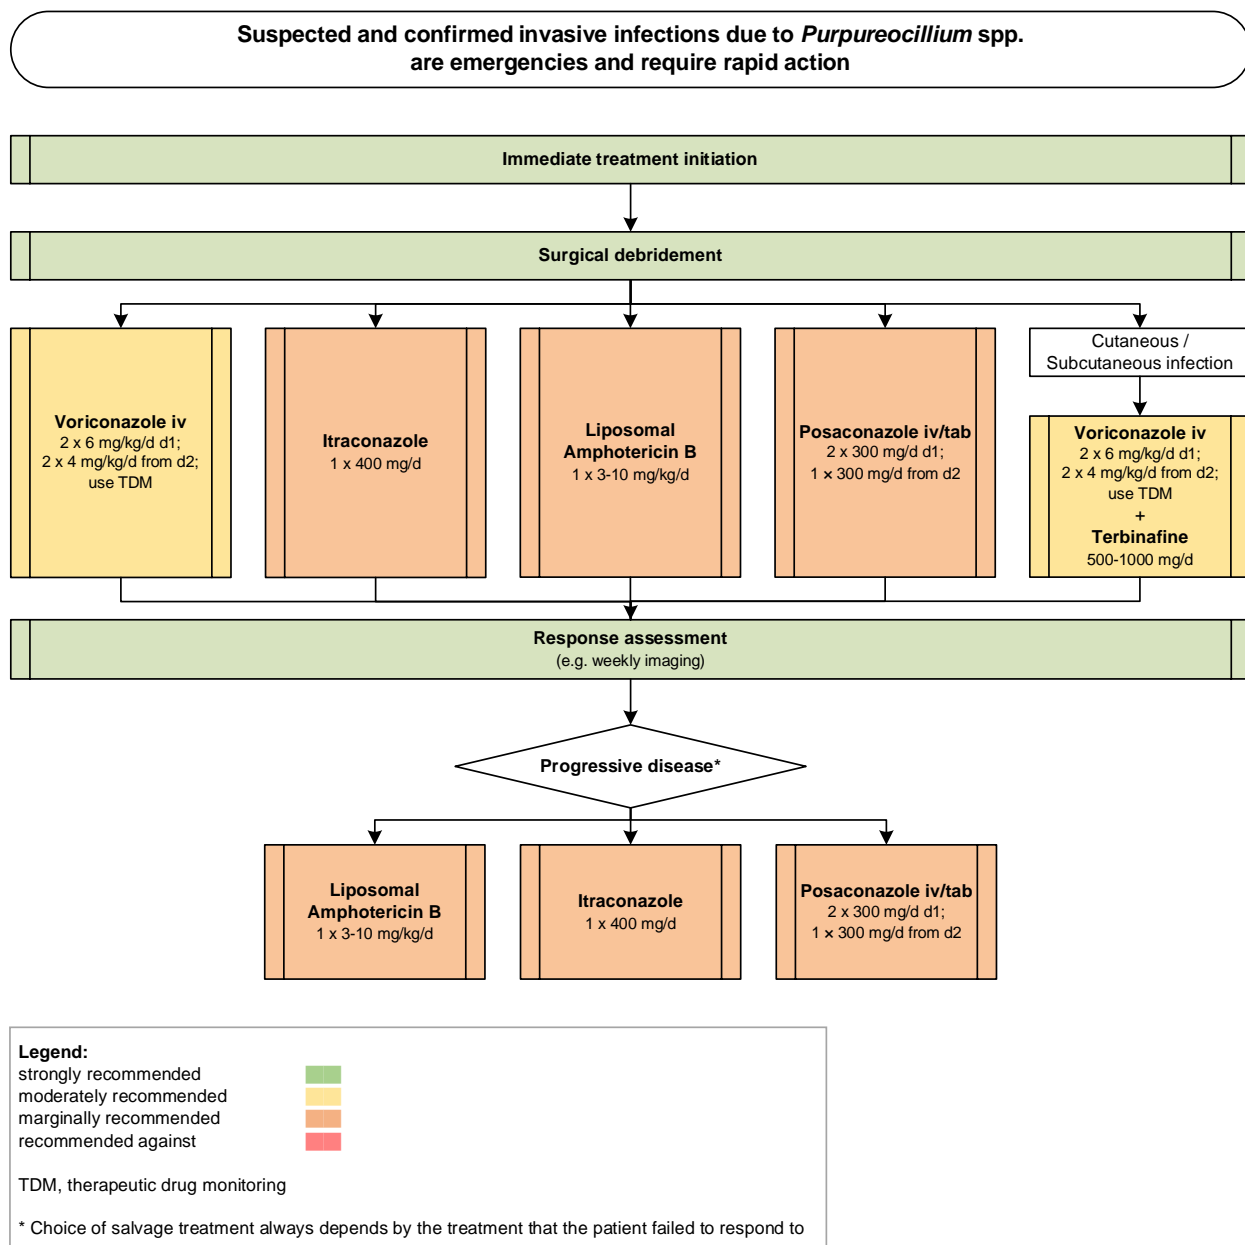 Suspected and confirmed invasive infections due to Purpureocillium spp.
are emergencies and require rapid action
Immediate treatment initiation
Surgical debridement
Voriconazole iv
2 x 6 mg/kg/d d1;
2 x 4 mg/kg/d from d2;
use TDM
Itraconazole
1 x 400 mg/d
Liposomal
Amphotericin B
1 x 3-10 mg/kg/d
Posaconazole iv/tab
2 x 300 mg/d d1;
1 × 300 mg/d from d2
Cutaneous /
Subcutaneous infection
Voriconazole iv
2 x 6 mg/kg/d d1;
2 x 4 mg/kg/d from d2;
use TDM
+
Terbinafine
500-1000 mg/d
Response assessment
(e.g. weekly imaging)
Progressive disease*
Liposomal
Amphotericin B
1 x 3-10 mg/kg/d
Itraconazole
1 x 400 mg/d
Posaconazole iv/tab
2 x 300 mg/d d1;
1 × 300 mg/d from d2
Legend:
strongly recommended
moderately recommended
marginally recommended
recommended against
TDM, therapeutic drug monitoring
* Choice of salvage treatment always depends by the treatment that the patient failed to respond to